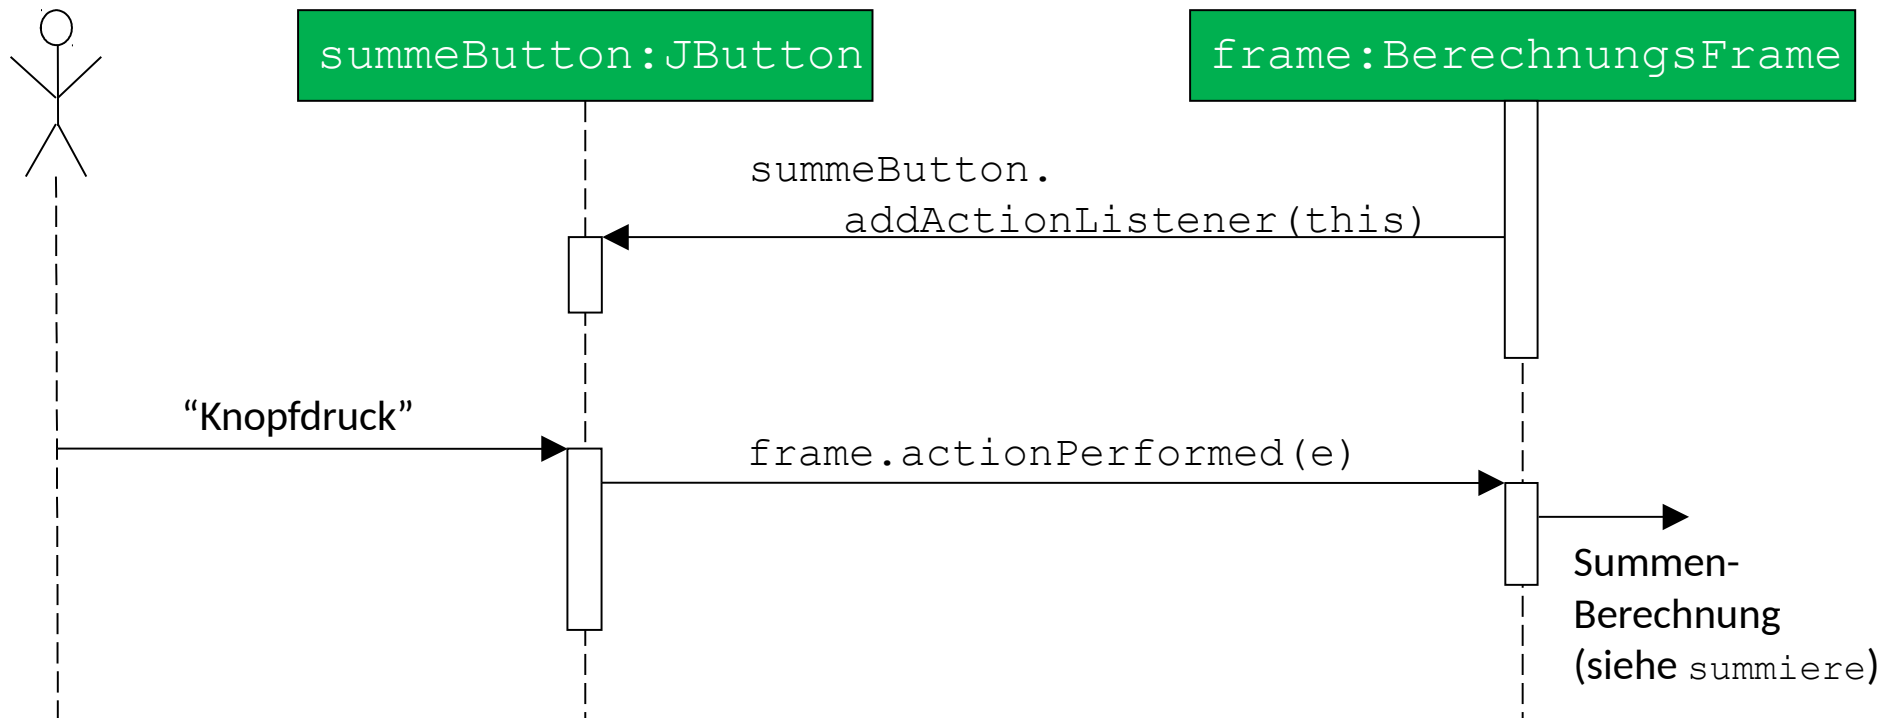 summeButton:JButton
frame:BerechnungsFrame
summeButton.
addActionListener(this)
“Knopfdruck”
frame.actionPerformed(e)
Summen-
Berechnung
(siehe summiere)